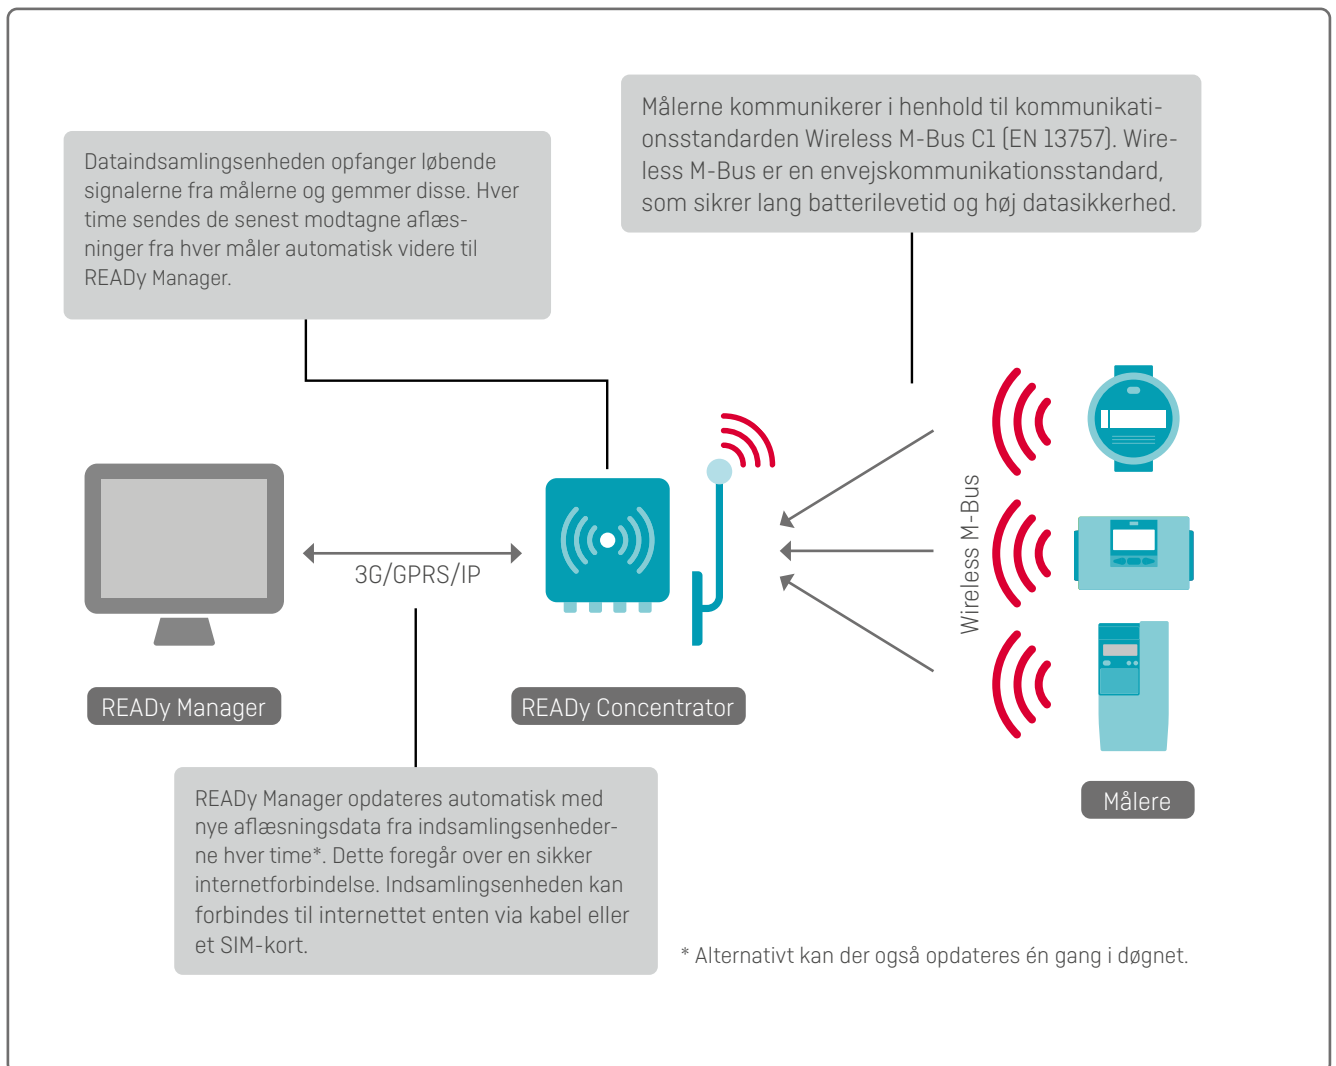 Målerne kommunikerer i henhold til kommunikati-
onsstandarden Wireless M-Bus C1 (EN 13757). Wire-
less M-Bus er en envejskommunikationsstandard,
som sikrer lang batterilevetid og høj datasikkerhed.
Dataindsamlingsenheden opfanger løbende
signalerne fra målerne og gemmer disse. Hver
time sendes de senest modtagne aflæs-
ninger fra hver måler automatisk videre til
READy Manager.
3G/GPRS/IP
Wireless M-Bus
READy Manager
READy Concentrator
Målere
READy Manager opdateres automatisk med
nye aflæsningsdata fra indsamlingsenheder-
ne hver time*. Dette foregår over en sikker
internetforbindelse. Indsamlingsenheden kan
forbindes til internettet enten via kabel eller
et SIM-kort.
* Alternativt kan der også opdateres én gang i døgnet.